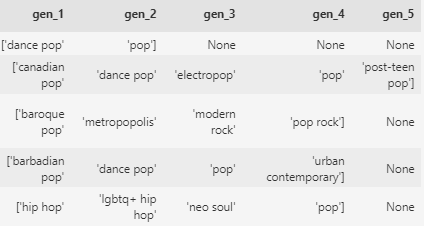 gen_1 gen_2 gen_3 gen_4 gen_5
['dance pop' 'pop'] None None None
['canadian pop' 'dance pop' 'electropop' 'pop' 'post-teen pop']
['baroque pop' 'metropopolis' 'modern rock' 'pop rock'] None
['barbadian pop' 'dance pop' 'pop' 'urban contemporary'] None
['hip hop' 'lgbtq+ hip hop' 'neo soul' 'pop'] None